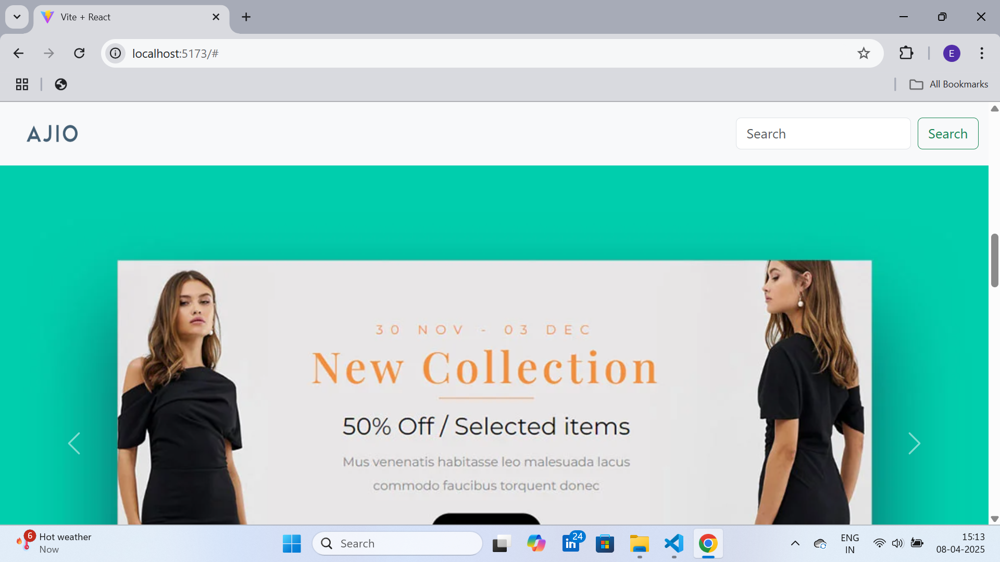 Vite + React
localhost:5173/#
E
All Bookmarks
AJIO
Search
Search
30 NOV - 03 DEC
New Collection
50% Off / Selected items
Mus venenatis habitasse leo malesuada lacus
commodo faucibus torquent donec
6
Hot weather
Now
Search
24
in
ENG
IN
15:13
08-04-2025